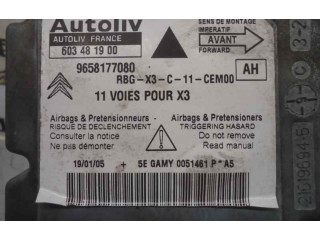 Autoliv
AUTOLIV FRANCE
603 48 19 00
SENS DE MONTAGE
IMPERATIF
AVANT
FORWARD
9658177080
RBG-X3-C-11-CEM00
AH
11 VOIES POUR X3
Airbags & Pretensionneurs
RISQUE DE DECLENCHEMENT
Consulter la notice
Ne pas démonter
Airbags & Pretensioners
TRIGGERING HAZARD
Do not remove
Read manual
19/01/05 + 5E GAMY 0051461 P * A5